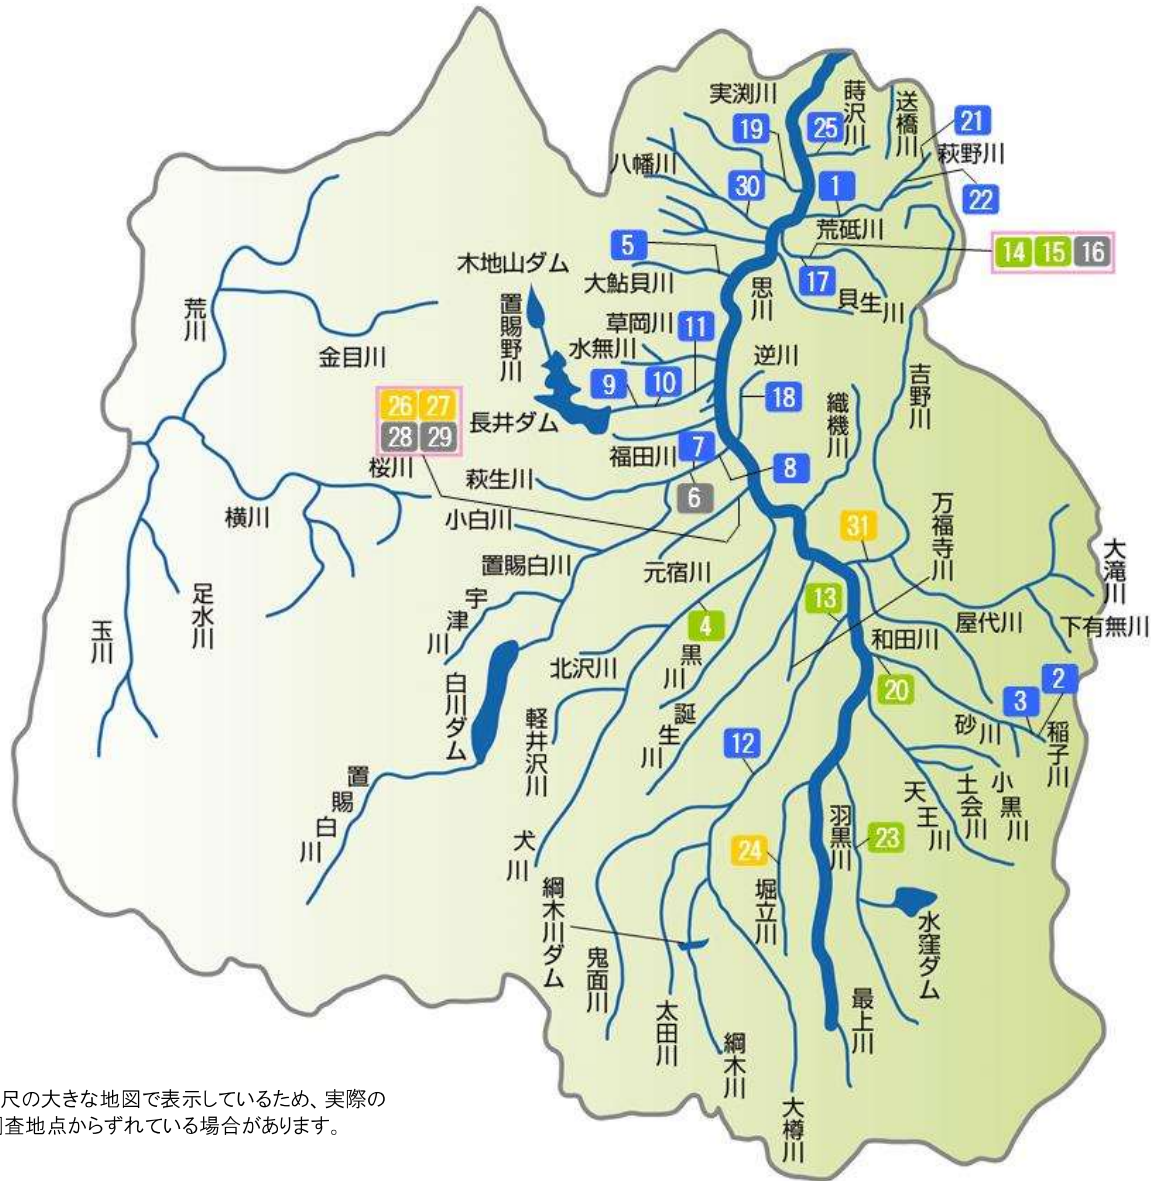 実渕川
蒔沢川
送橋川
19
25
21
萩野川
八幡川
30
1
22
荒砥川
5
14 15 16
木地山ダム
大鮎貝川
思川
17
貝生川
置賜野川
荒川
草岡川
11
水無川
逆川
金目川
吉野川
9
10
18
織機川
26 27
28 29
長井ダム
福田川
7
8
桜川
萩生川
6
万福寺川
横川
小白川
31
大滝川
置賜白川
元宿川
足水川
宇津川
13
和田川
屋代川
下有無川
玉川
4
北沢川
黒川
20
2
3
白川ダム
軽井沢川
誕生川
12
砂川
稲子川
置賜白川
天王川
土会川
小黒川
犬川
24
羽黒川
23
綱木川ダム
堀立川
水窪ダム
鬼面川
太田川
最上川
綱木川
大樽川
尺の大きな地図で表示しているため、実際の
査地点からずれている場合があります。